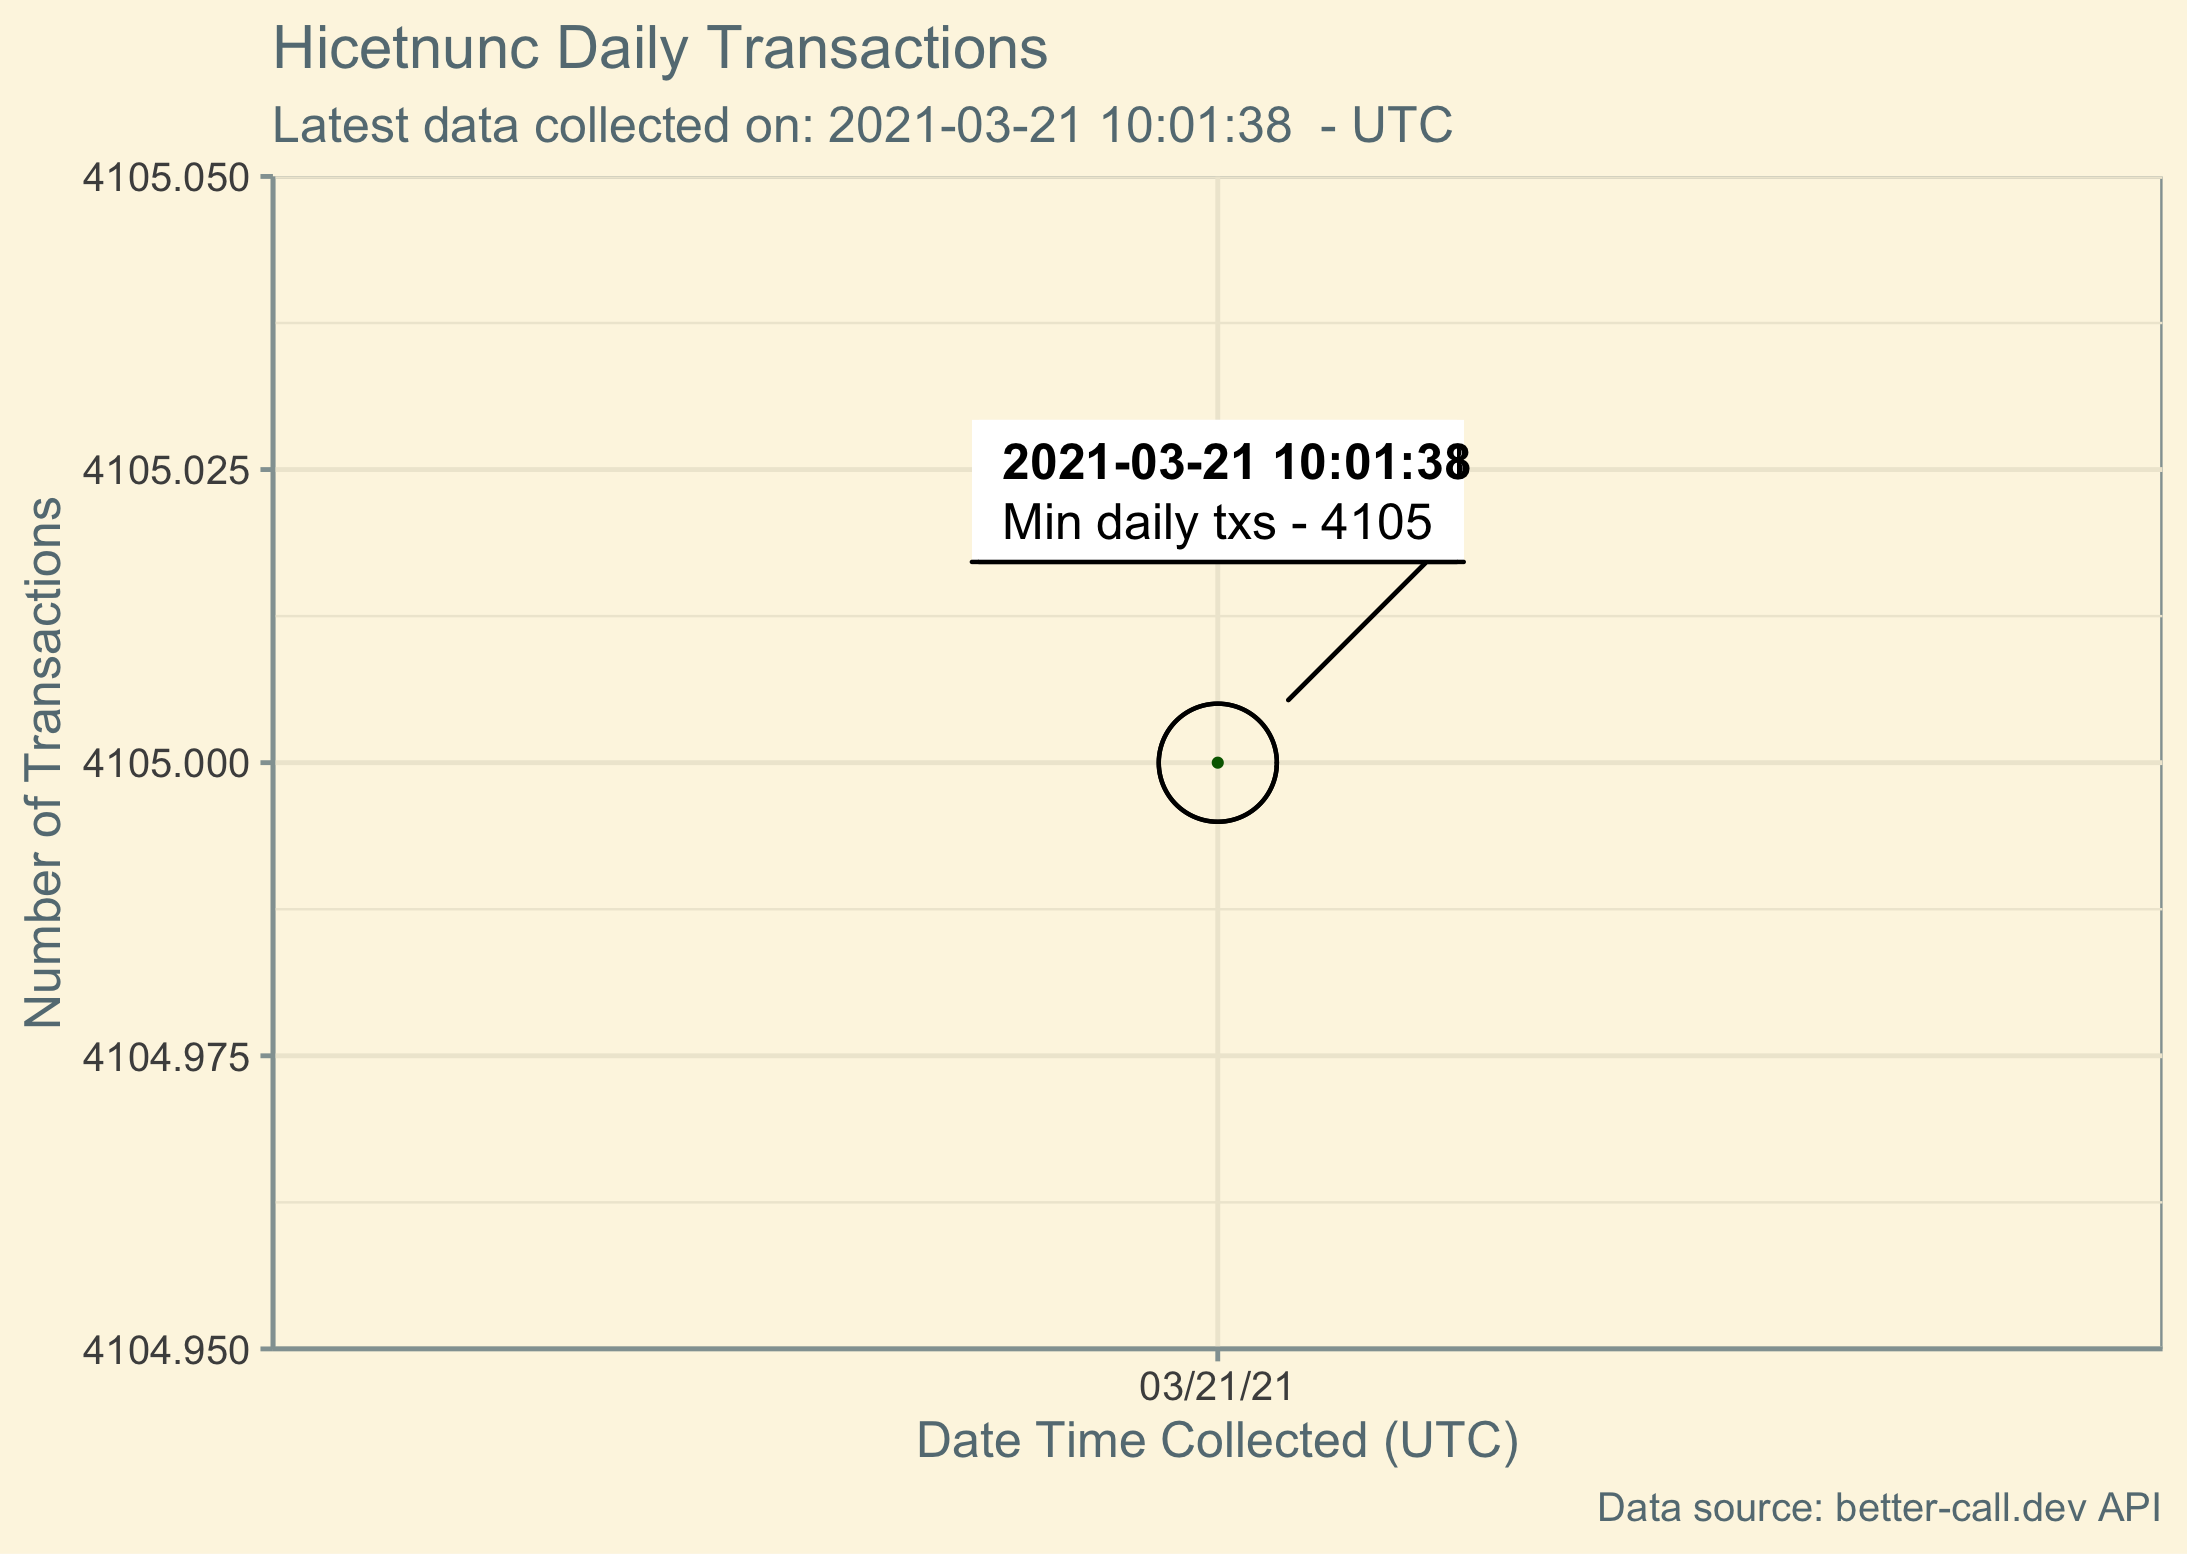 Hicetnunc Daily Transactions
Latest data collected on: 2021-03-21 10:01:38  - UTC
4105.050
4105.025
4105.000
4104.975
4104.950
Number of Transactions
2021-03-21 10:01:38
Min daily txs - 4105
03/21/21
Date Time Collected (UTC)
Data source: better-call.dev API